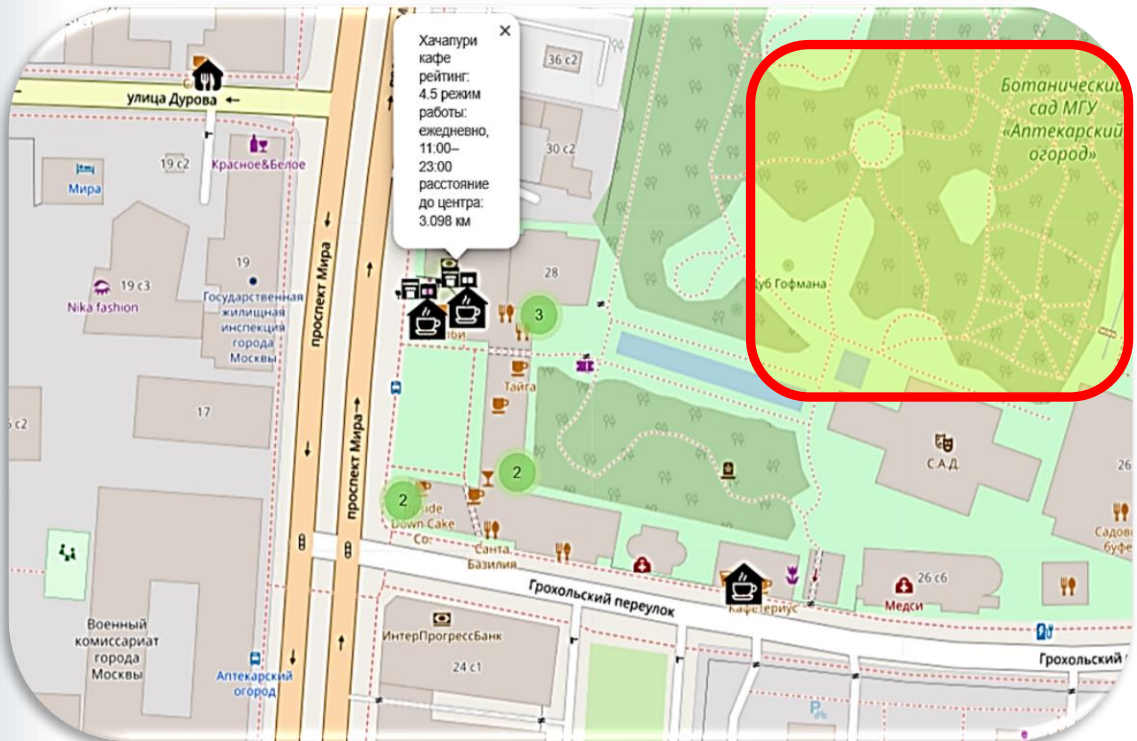 Хачапури
кафе
рейтинг:
4.5 режим
работы:
ежедневно,
11:00–
23:00
расстояние
до центра:
3.098 км
×
36 с2
30 с2
28
улица Дурова
19 с2
Красное&Белое
Мира
19
19 с3
Nika fashion
Государственная
жилищная
инспекция
города
Москвы
проспект Мира
17
проспект Мира
3
Тайга
2
2
Down Cake
Co.
Санта
Базилия
Ботанический
сад МГУ
«Аптекарский
огород»
Дуб Гофмана
С.А.Д.
26
Кафетериус
26 с6
Медси
Грохольский переулок
Грохольский
ИнтерПрогрессБанк
24 с1
Военный
комиссариат
города
Москвы
Аптекарский
огород